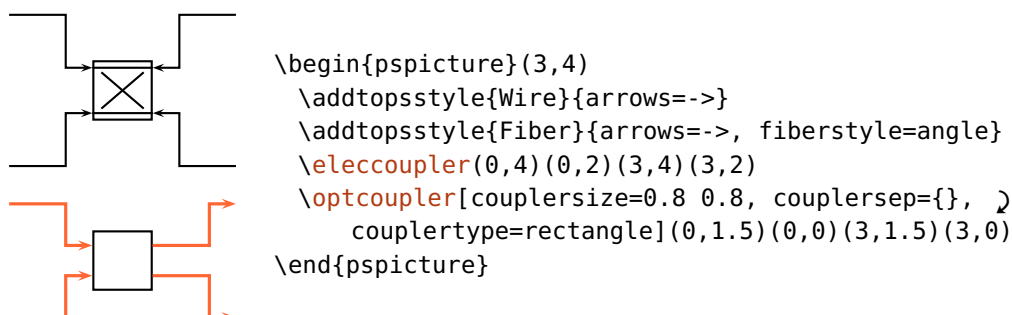 \begin{pspicture}(3,4)
\addtopsstyle{Wire}{arrows=->}
\addtopsstyle{Fiber}{arrows=->, fiberstyle=angle}
\eleccoupler(0,4)(0,2)(3,4)(3,2)
\optcoupler[couplersize=0.8 0.8, couplersep={},
couplertype=rectangle](0,1.5)(0,0)(3,1.5)(3,0)
\end{pspicture}